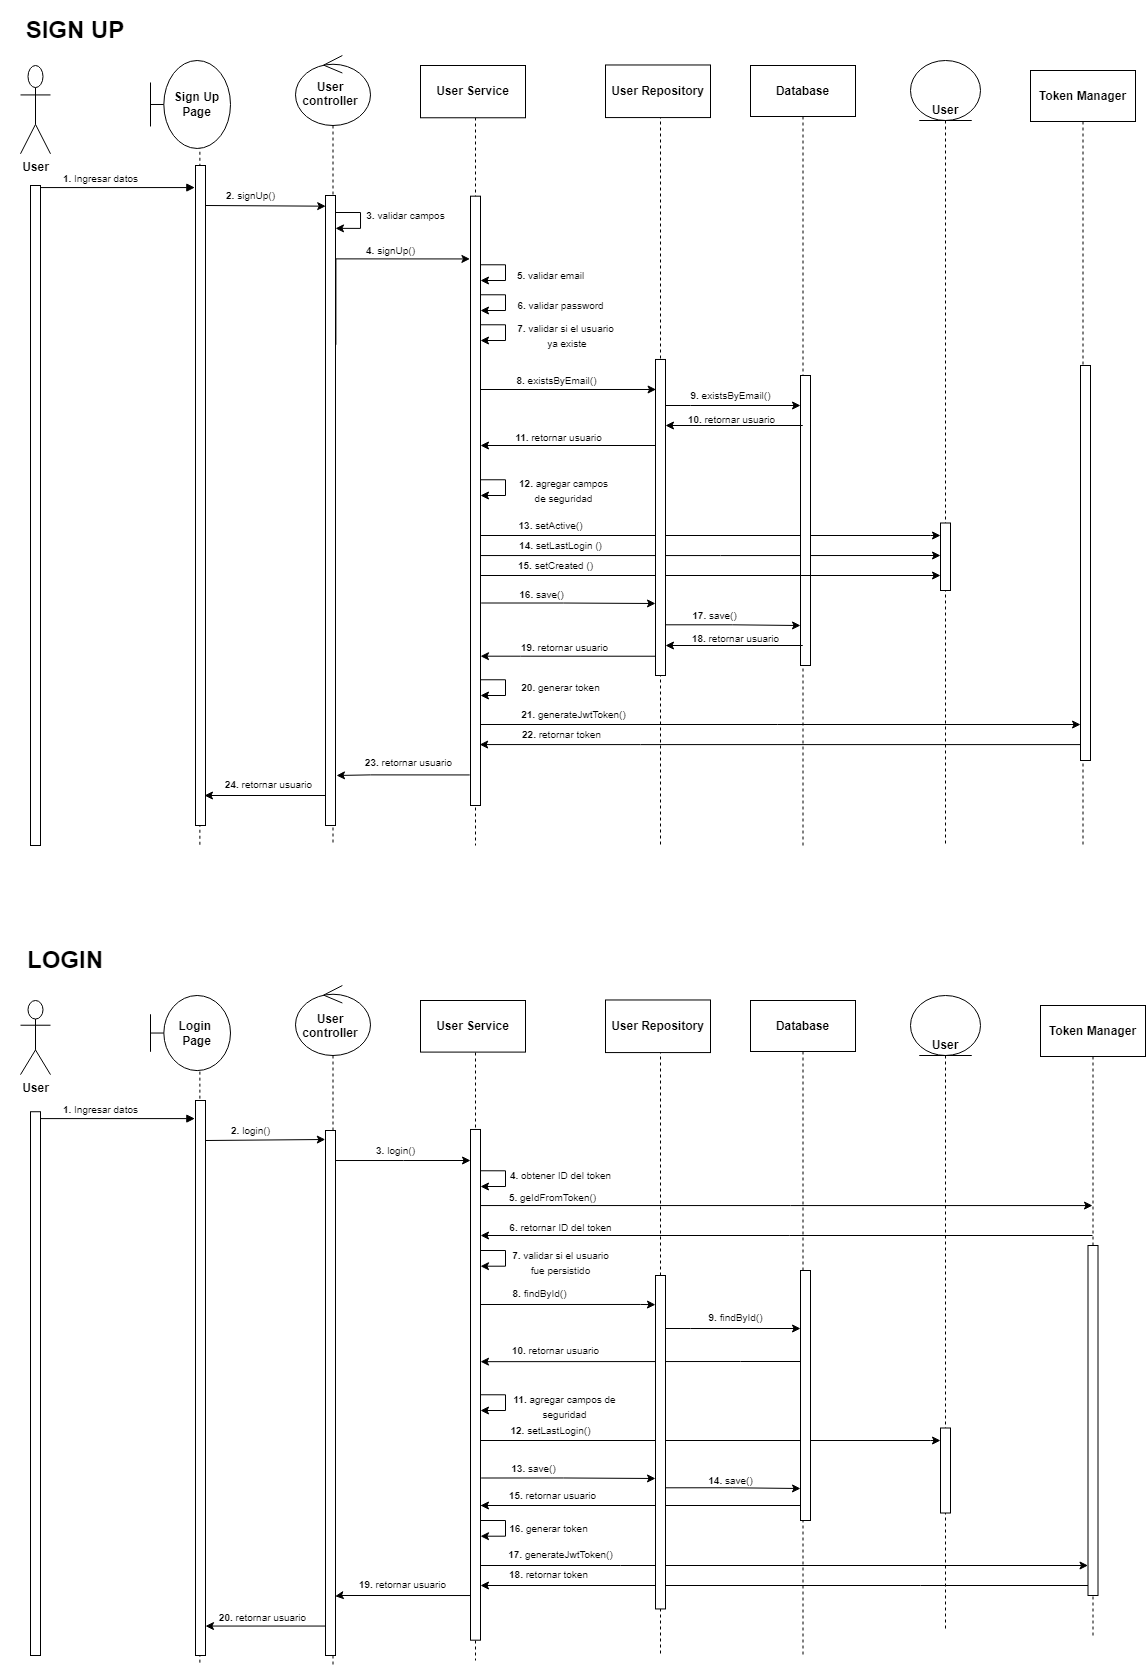 SIGN UP
User
Sign Up
Page
User
controller
User Service
User Repository
Database
User
Token Manager
1. Ingresar datos
2. signUp()
3. validar campos
4. signUp()
5. validar email
6. validar password
7. validar si el usuario
ya existe
8. existsByEmail()
9. existsByEmail()
10. retornar usuario
11. retornar usuario
12. agregar campos
de seguridad
13. setActive()
14. setLastLogin ()
15. setCreated ()
16. save()
17. save()
18. retornar usuario
19. retornar usuario
20. generar token
21. generateJwtToken()
22. retornar token
23. retornar usuario
24. retornar usuario
LOGIN
User
Login
Page
User
controller
User Service
User Repository
Database
User
Token Manager
1. Ingresar datos
2. login()
3. login()
4. obtener ID del token
5. geIdFromToken()
6. retornar ID del token
7. validar si el usuario
fue persistido
8. findById()
9. findById()
10. retornar usuario
11. agregar campos de
seguridad
12. setLastLogin()
13. save()
14. save()
15. retornar usuario
16. generar token
17. generateJwtToken()
18. retornar token
19. retornar usuario
20. retornar usuario